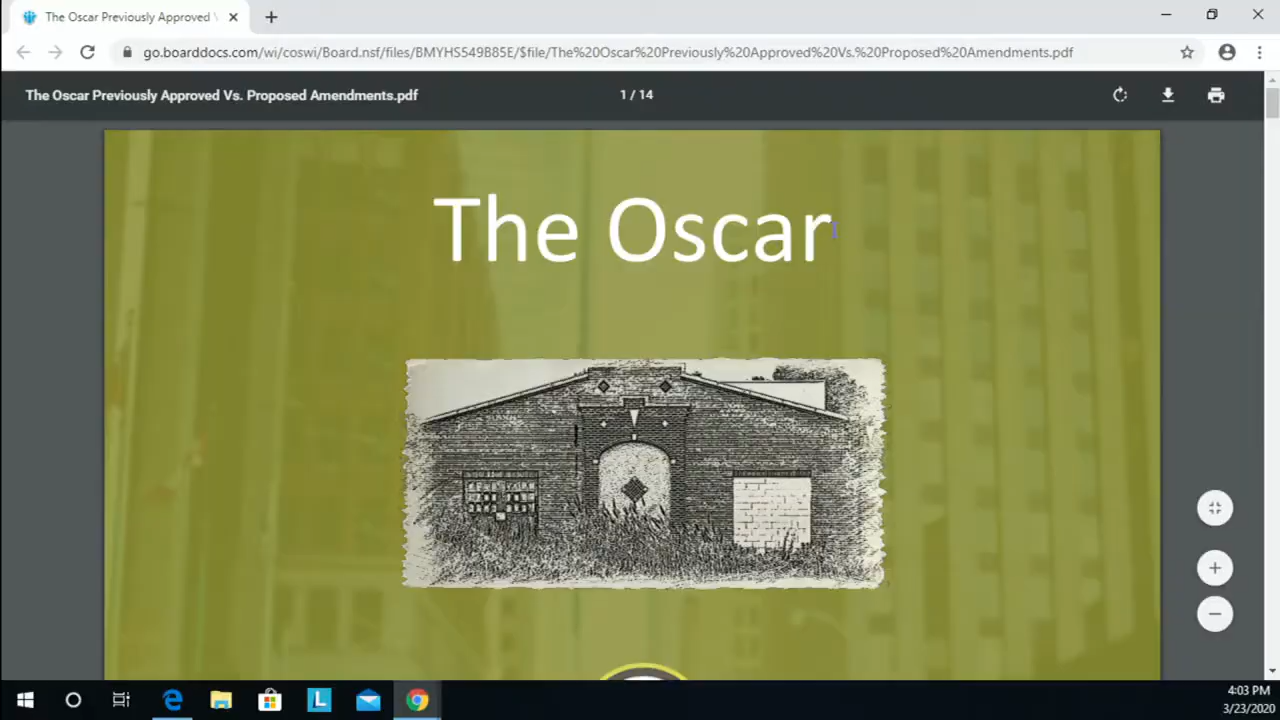 The Oscar Previously Approved V
go.boarddocs.com/wi/coswi/Board.nsf/files/BMYHS549B85E/$file/The%20Oscar%20Previously%20Approved%20Vs.%20Proposed%20Amendments.pdf
The Oscar Previously Approved Vs. Proposed Amendments.pdf
1 / 14
The Oscar
L
4:03 PM
3/23/2020